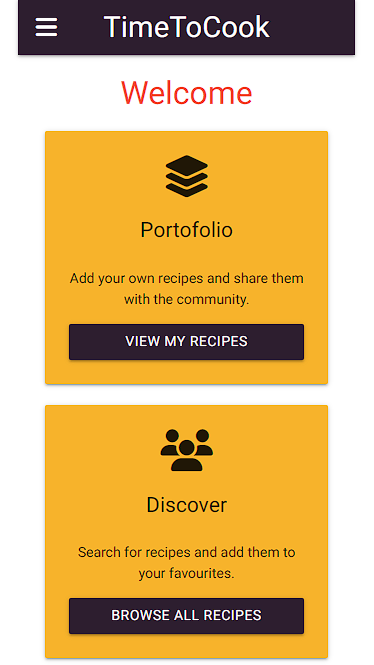 TimeToCook
Welcome
Portofolio
Add your own recipes and share them
with the community.
VIEW MY RECIPES
Discover
Search for recipes and add them to
your favourites.
BROWSE ALL RECIPES